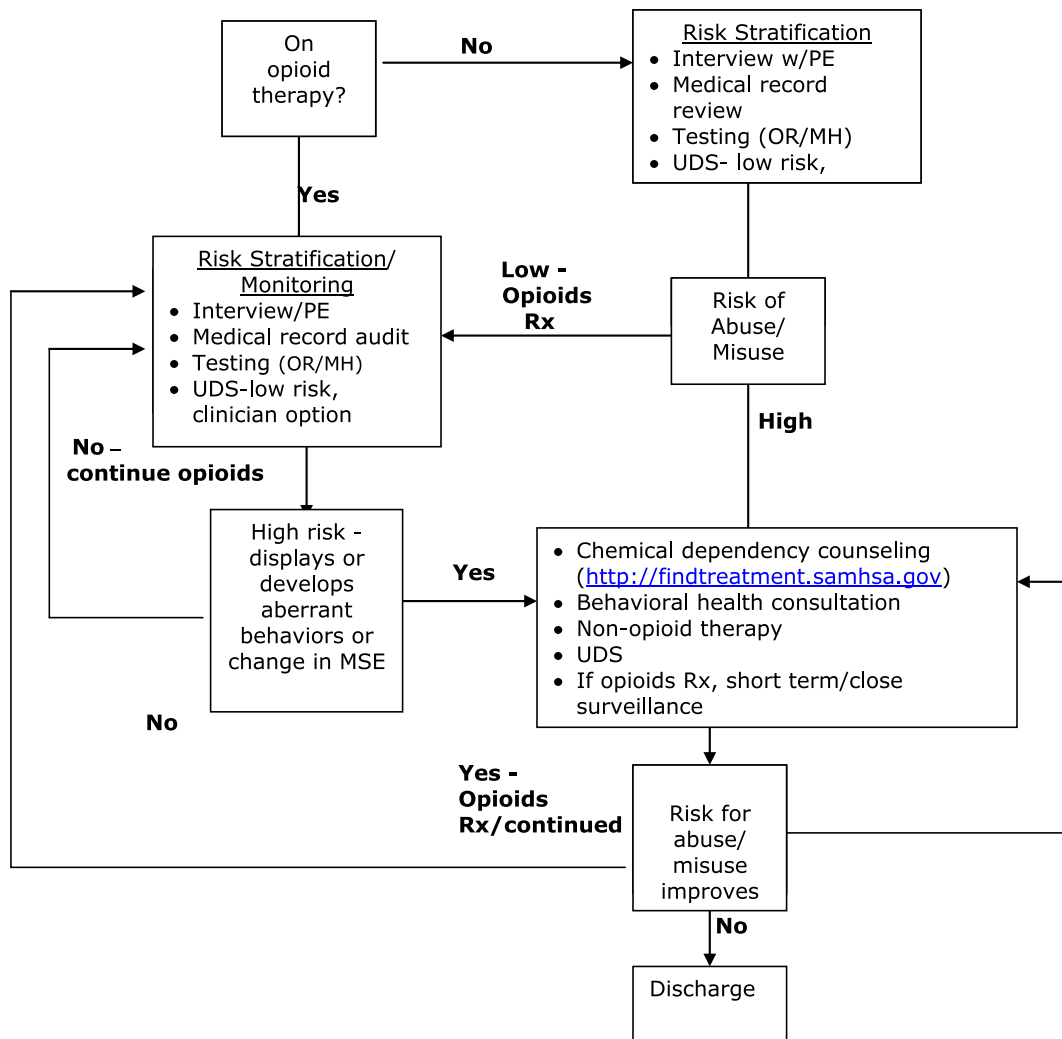 On
opioid
therapy?
No
Risk Stratification
• Interview w/PE
• Medical record
review
• Testing (OR/MH)
• UDS- low risk,
Yes
Risk Stratification/
Monitoring
• Interview/PE
• Medical record audit
• Testing (OR/MH)
• UDS-low risk,
clinician option
Low -
Opioids
Rx
Risk of
Abuse/
Misuse
High
No –
continue opioids
High risk -
displays or
develops
aberrant
behaviors or
change in MSE
Yes
• Chemical dependency counseling
(http://findtreatment.samhsa.gov)
• Behavioral health consultation
• Non-opioid therapy
• UDS
• If opioids Rx, short term/close
surveillance
No
Yes -
Opioids
Rx/continued
Risk for
abuse/
misuse
improves
No
Discharge